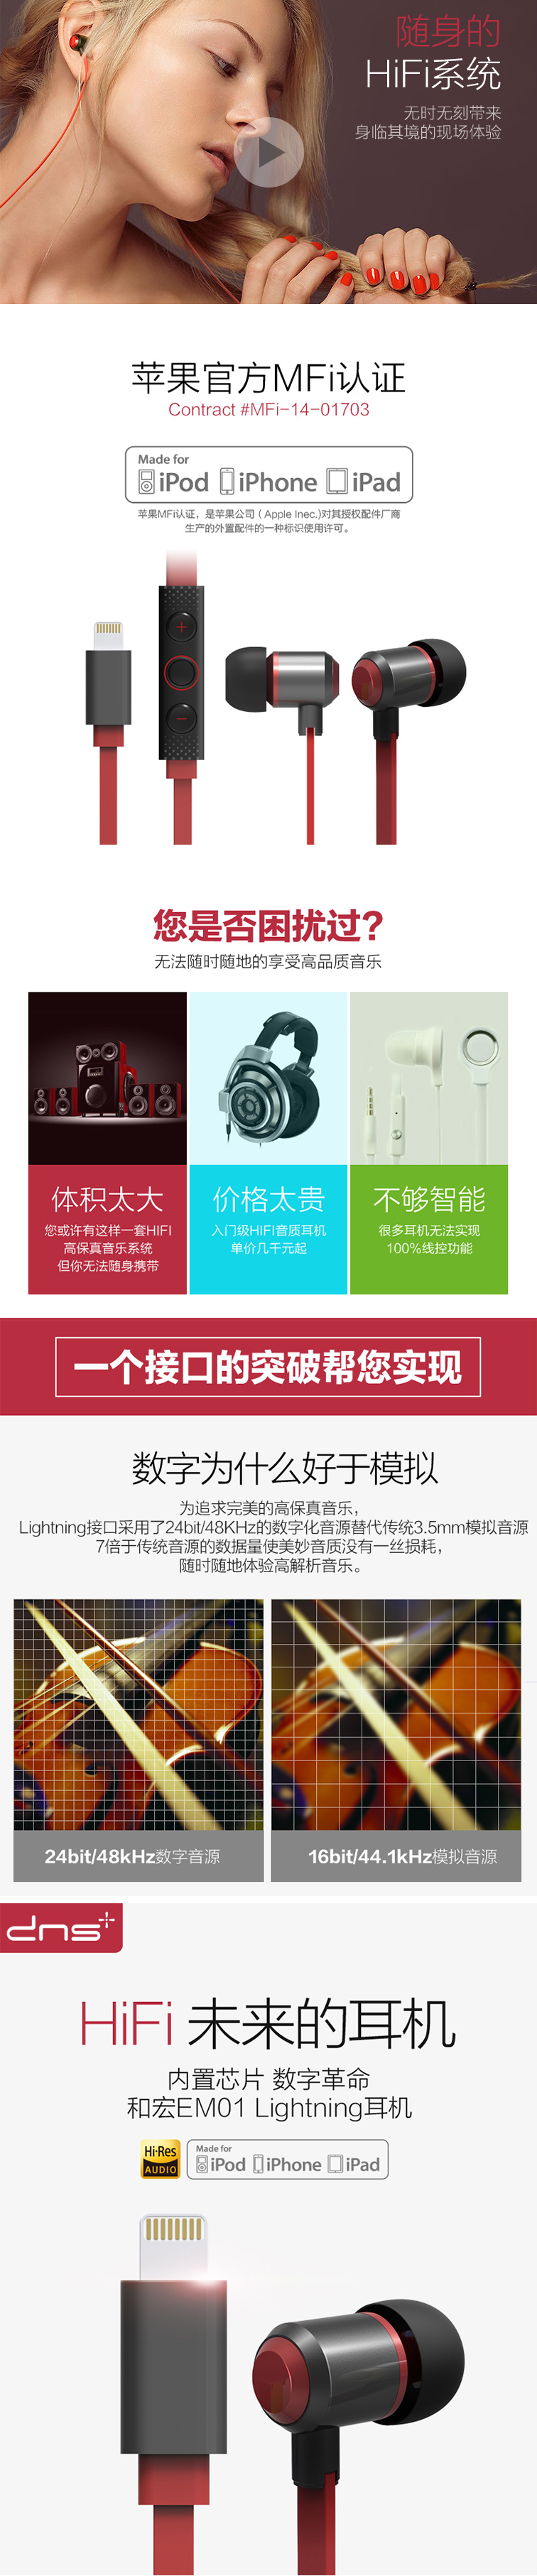 随身的
HiFi系统
无时无刻带来
身临其境的现场体验
苹果官方MFi认证
Contract #MFi-14-01703
Made for
iPod iPhone iPad
苹果MFi认证，是苹果公司（Apple Inec.)对其授权配件厂商
生产的外置配件的一种标识使用许可。
您是否困扰过？
无法随时随地的享受高品质音乐
体积太大
您或许有这样一套HIFI
高保真音乐系统
但你无法随身携带
价格太贵
入门级HIFI音质耳机
单价几千元起
不够智能
很多耳机无法实现
100%线控功能
一个接口的突破帮您实现
数字为什么好于模拟
为追求完美的高保真音乐，
Lightning接口采用了24bit/48KHz的数字化音源替代传统3.5mm模拟音源
7倍于传统音源的数据量使美妙音质没有一丝损耗，
随时随地体验高解析音乐。
24bit/48kHz数字音源
16bit/44.1kHz模拟音源
dns+
HiFi 未来的耳机
内置芯片 数字革命
和宏EM01 Lightning耳机
Hi-Res
AUDIO
Made for
iPod iPhone iPad